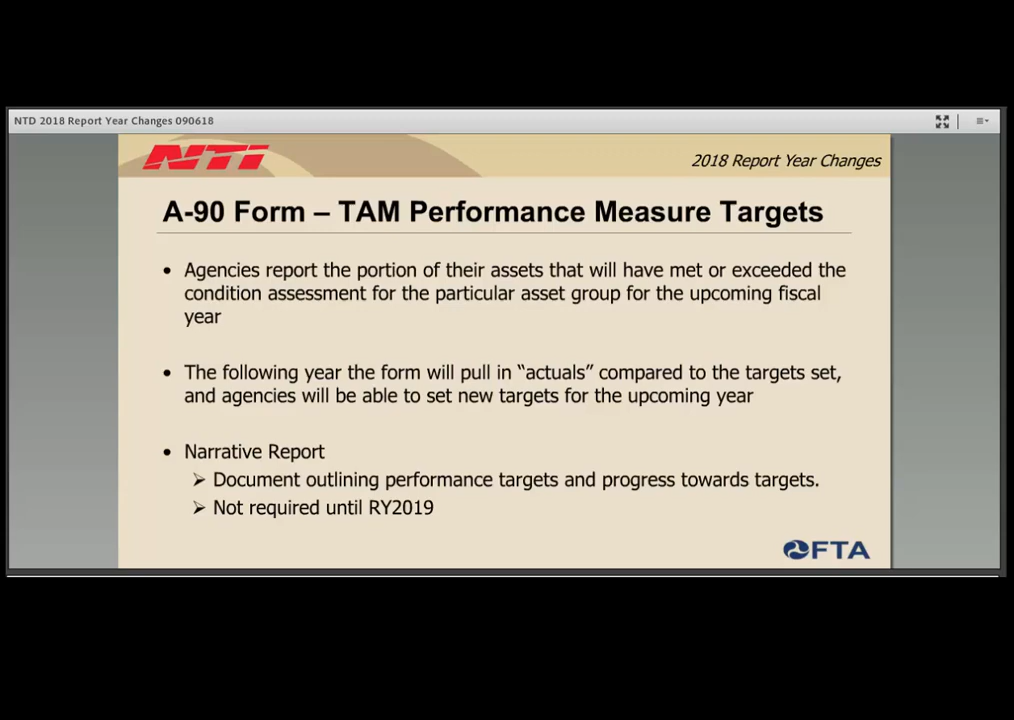 NTD 2018 Report Year Changes 090618
NTI
2018 Report Year Changes
A-90 Form – TAM Performance Measure Targets
• Agencies report the portion of their assets that will have met or exceeded the
condition assessment for the particular asset group for the upcoming fiscal
year
• The following year the form will pull in “actuals” compared to the targets set,
and agencies will be able to set new targets for the upcoming year
• Narrative Report
➢ Document outlining performance targets and progress towards targets.
➢ Not required until RY2019
FTA